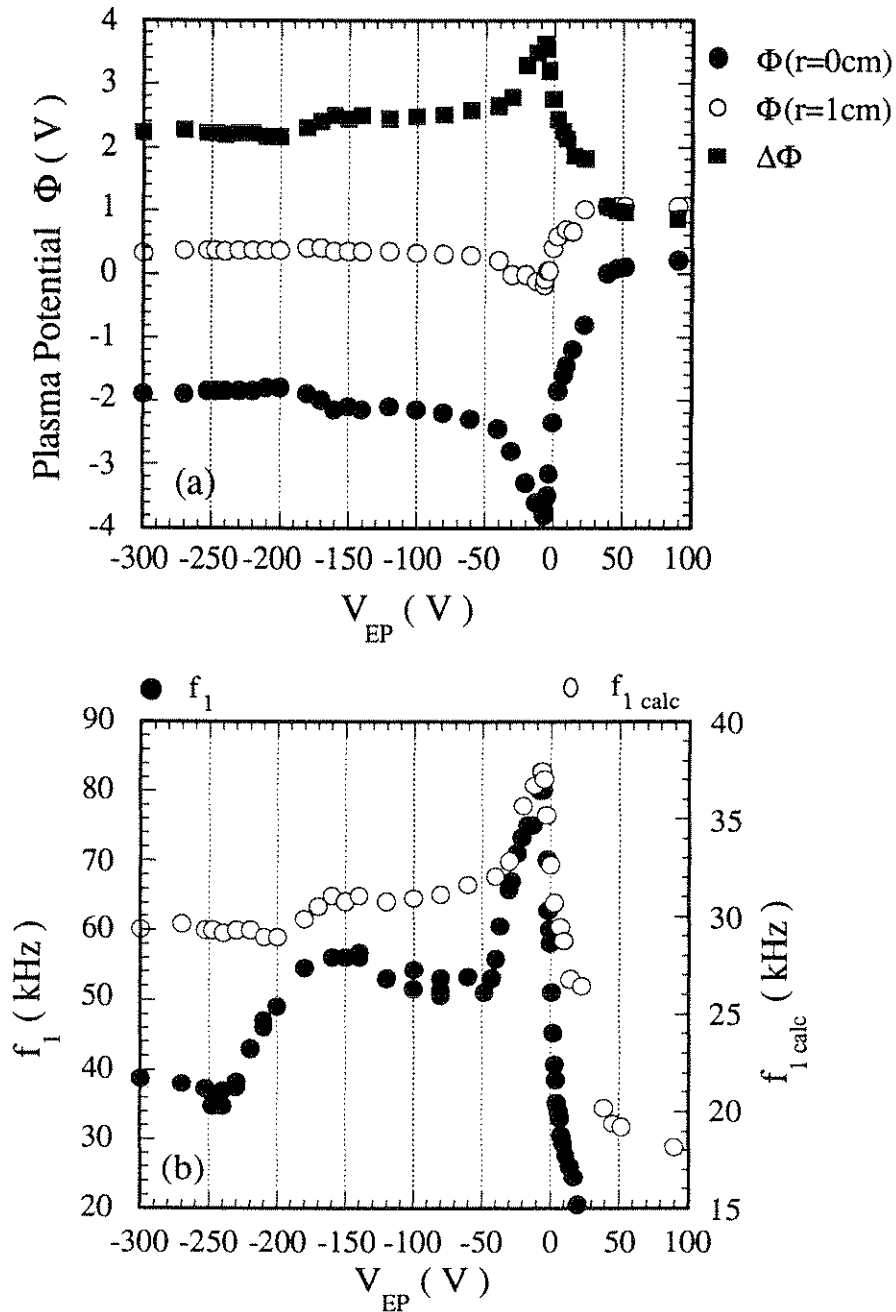 4
3
2
1
0
-1
-2
-3
-4
Plasma Potential Φ ( V )
(a)
-300 -250 -200 -150 -100 -50 0 50 100
V_EP ( V )
Φ(r=0cm)
Φ(r=1cm)
ΔΦ
f_1
f_1 calc
90
80
70
60
50
40
30
20
f_1 ( kHz )
(b)
40
35
30
25
20
15
f_1 calc ( kHz )
-300 -250 -200 -150 -100 -50 0 50 100
V_EP ( V )